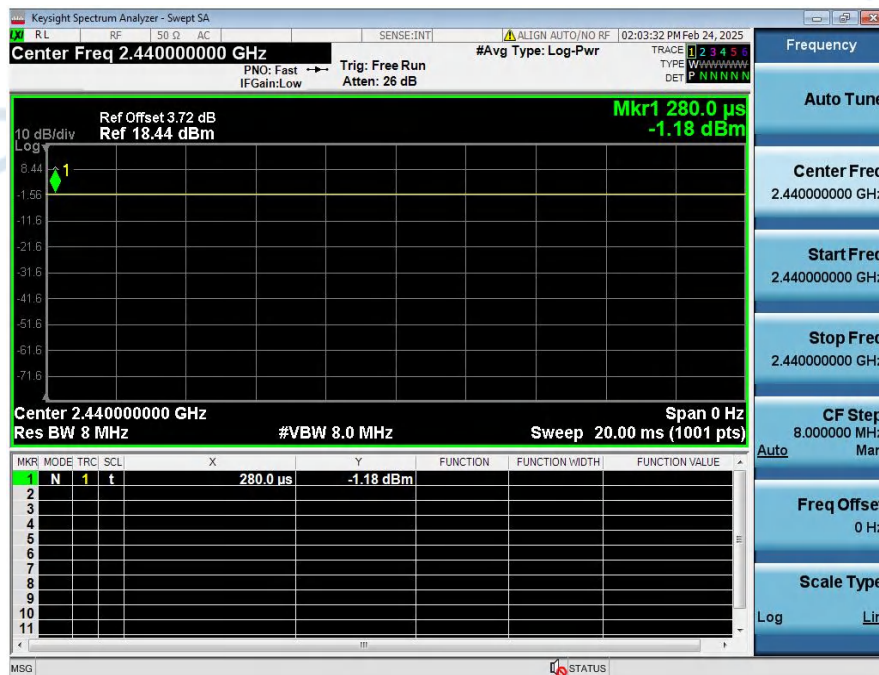 Keysight Spectrum Analyzer - Swept SA
LXI RL RF 50 Ω AC SENSE:INT ALIGN AUTO/NO RF 02:03:32 PM Feb 24, 2025
Center Freq 2.440000000 GHz
PNO: Fast
IFGain:Low
Trig: Free Run
Atten: 26 dB
#Avg Type: Log-Pwr
TRACE 1 2 3 4 5 6
TYPE WWWWWW
DET P N N N N N
Ref Offset 3.72 dB
10 dB/div Ref 18.44 dBm
Log
Mkr1 280.0 µs
-1.18 dBm
8.44
1
-1.56
-11.6
-21.6
-31.6
-41.6
-51.6
-61.6
-71.6
Center 2.440000000 GHz Span 0 Hz
Res BW 8 MHz #VBW 8.0 MHz Sweep 20.00 ms (1001 pts)
MKR MODE TRC SCL X Y FUNCTION FUNCTION WIDTH FUNCTION VALUE
1 N 1 t 280.0 µs -1.18 dBm
2
3
4
5
6
7
8
9
10
11
MSG STATUS
Frequency
Auto Tune
Center Freq
2.440000000 GHz
Start Freq
2.440000000 GHz
Stop Freq
2.440000000 GHz
CF Step
8.000000 MHz
Auto Man
Freq Offset
0 Hz
Scale Type
Log Lin